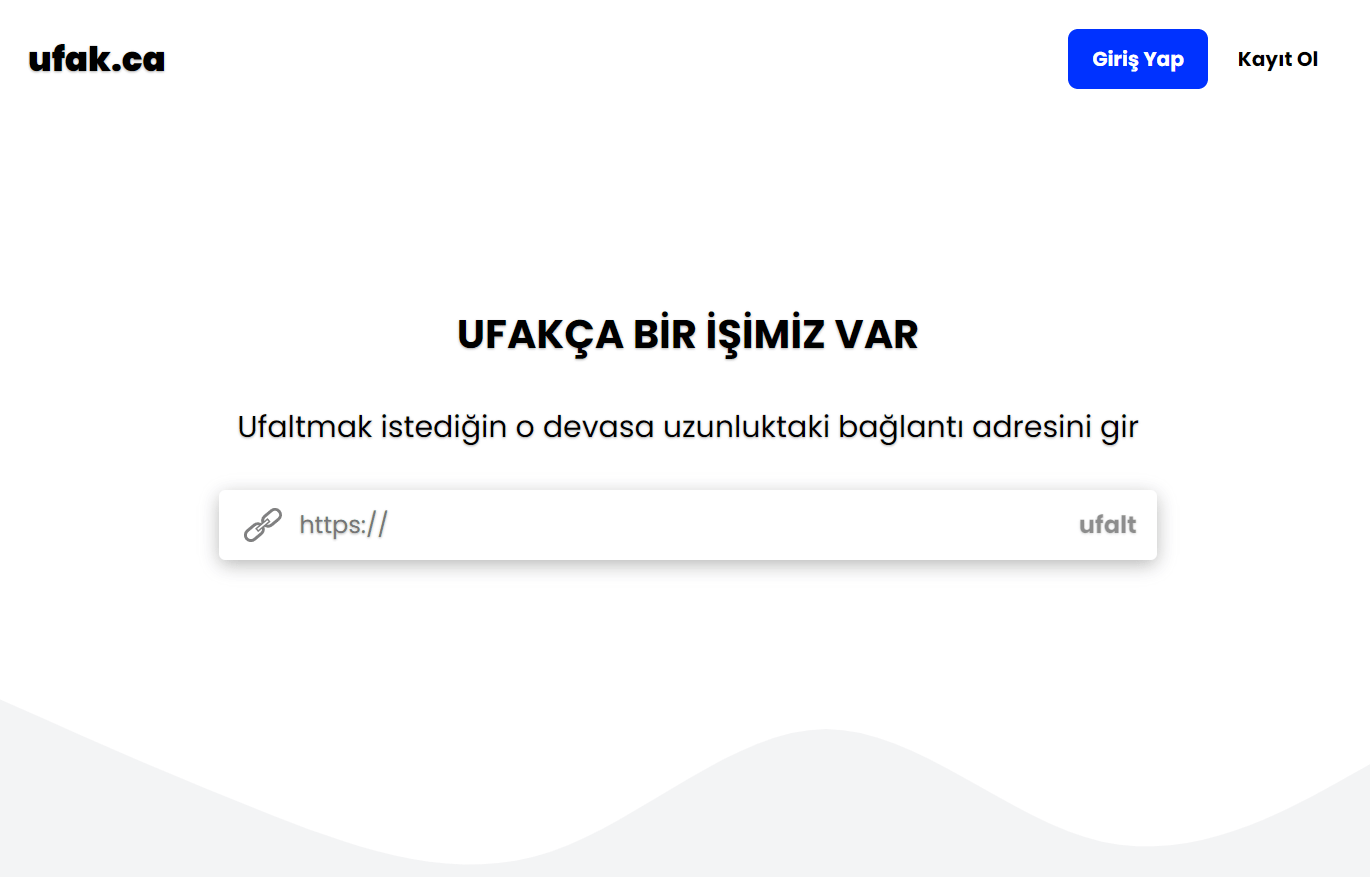 ufak.ca
Giriş Yap
Kayıt Ol
UFAKÇA BİR İŞİMİZ VAR
Ufaltmak istediğin o devasa uzunluktaki bağlantı adresini gir
https://
ufalt